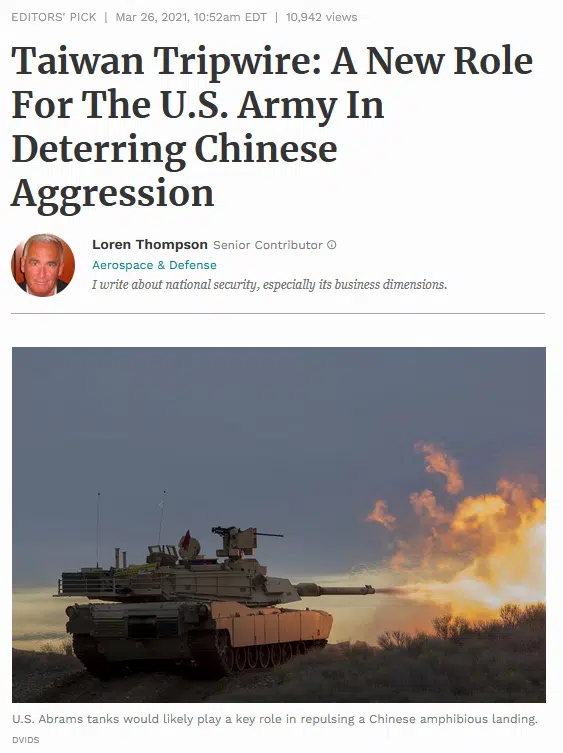 EDITORS' PICK | Mar 26, 2021, 10:52am EDT | 10,942 views
Taiwan Tripwire: A New Role
For The U.S. Army In
Deterring Chinese
Aggression
Loren Thompson Senior Contributor
Aerospace & Defense
I write about national security, especially its business dimensions.
U.S. Abrams tanks would likely play a key role in repulsing a Chinese amphibious landing.
DVIDS